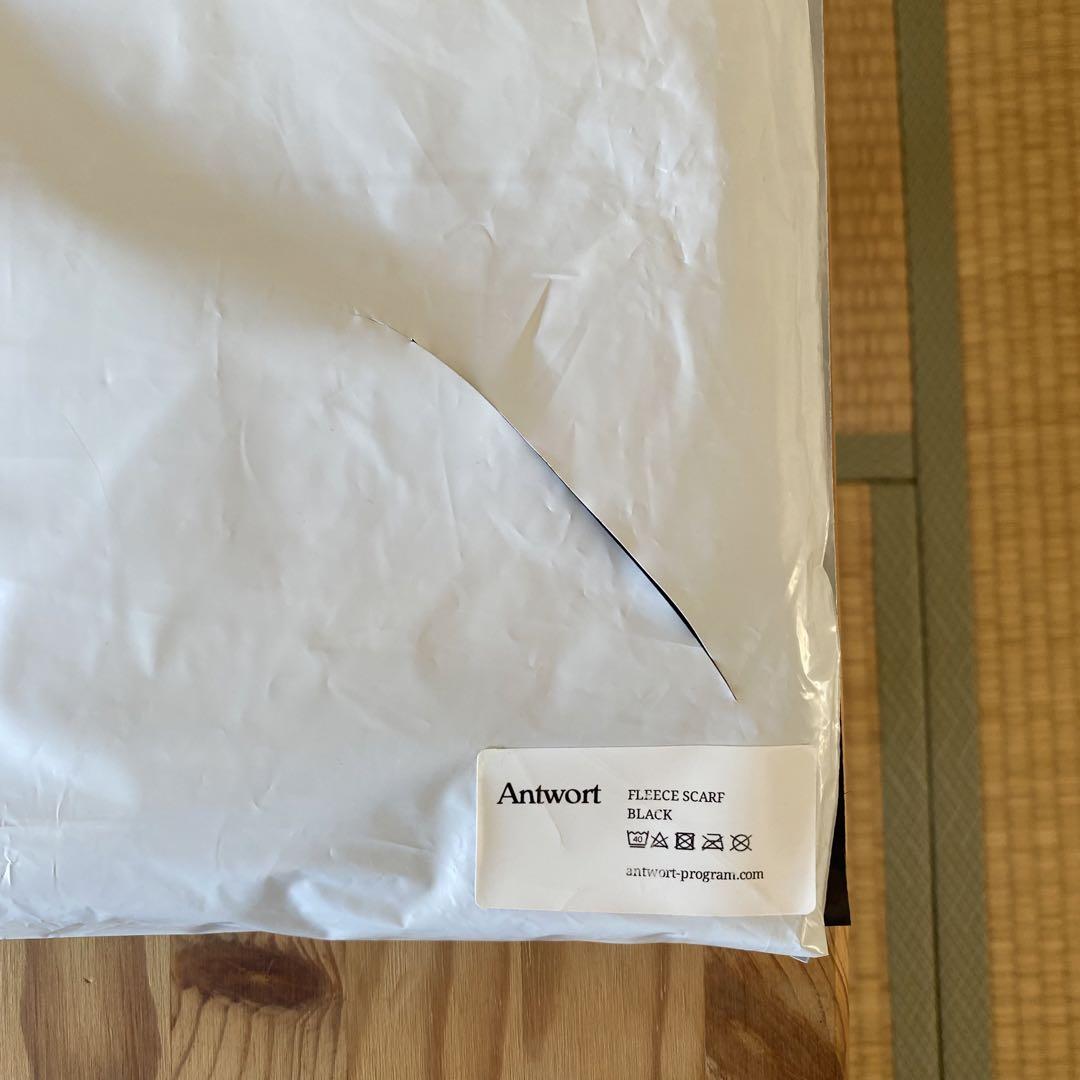 Antwort
FLEECE SCARF
BLACK
40
antwort-program.com